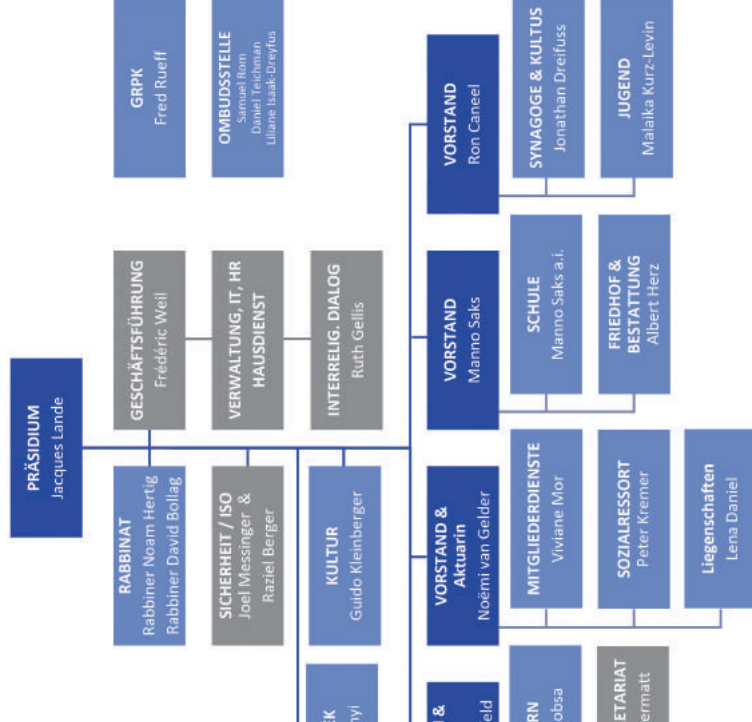 PRÄSIDIUM
Jacques Lande
RABBINAT
Rabbiner Noam Hertig
Rabbiner David Bollag
GESCHÄFTSFÜHRUNG
Frédéric Weil
GRPK
Fred Rueff
SICHERHEIT / ISO
Joel Messinger &
Raziel Berger
VERWALTUNG, IT, HR
HAUSDIENST
OMBUDSSTELLE
Samuel Rom
Daniel Teichman
Liliane Isaak-Dreyfus
KULTUR
Guido Kleinberger
INTERRELIG. DIALOG
Ruth Gellis
VORSTAND &
Aktuarin
Noëmi van Gelder
VORSTAND
Manno Saks
VORSTAND
Ron Caneel
MITGLIEDERDIENSTE
Viviane Mor
SCHULE
Manno Saks a.i.
SYNAGOGE & KULTUS
Jonathan Dreifuss
SOZIALRESSORT
Peter Kremer
FRIEDHOF &
BESTATTUNG
Albert Herz
JUGEND
Malaika Kurz-Levin
Liegenschaften
Lena Daniel